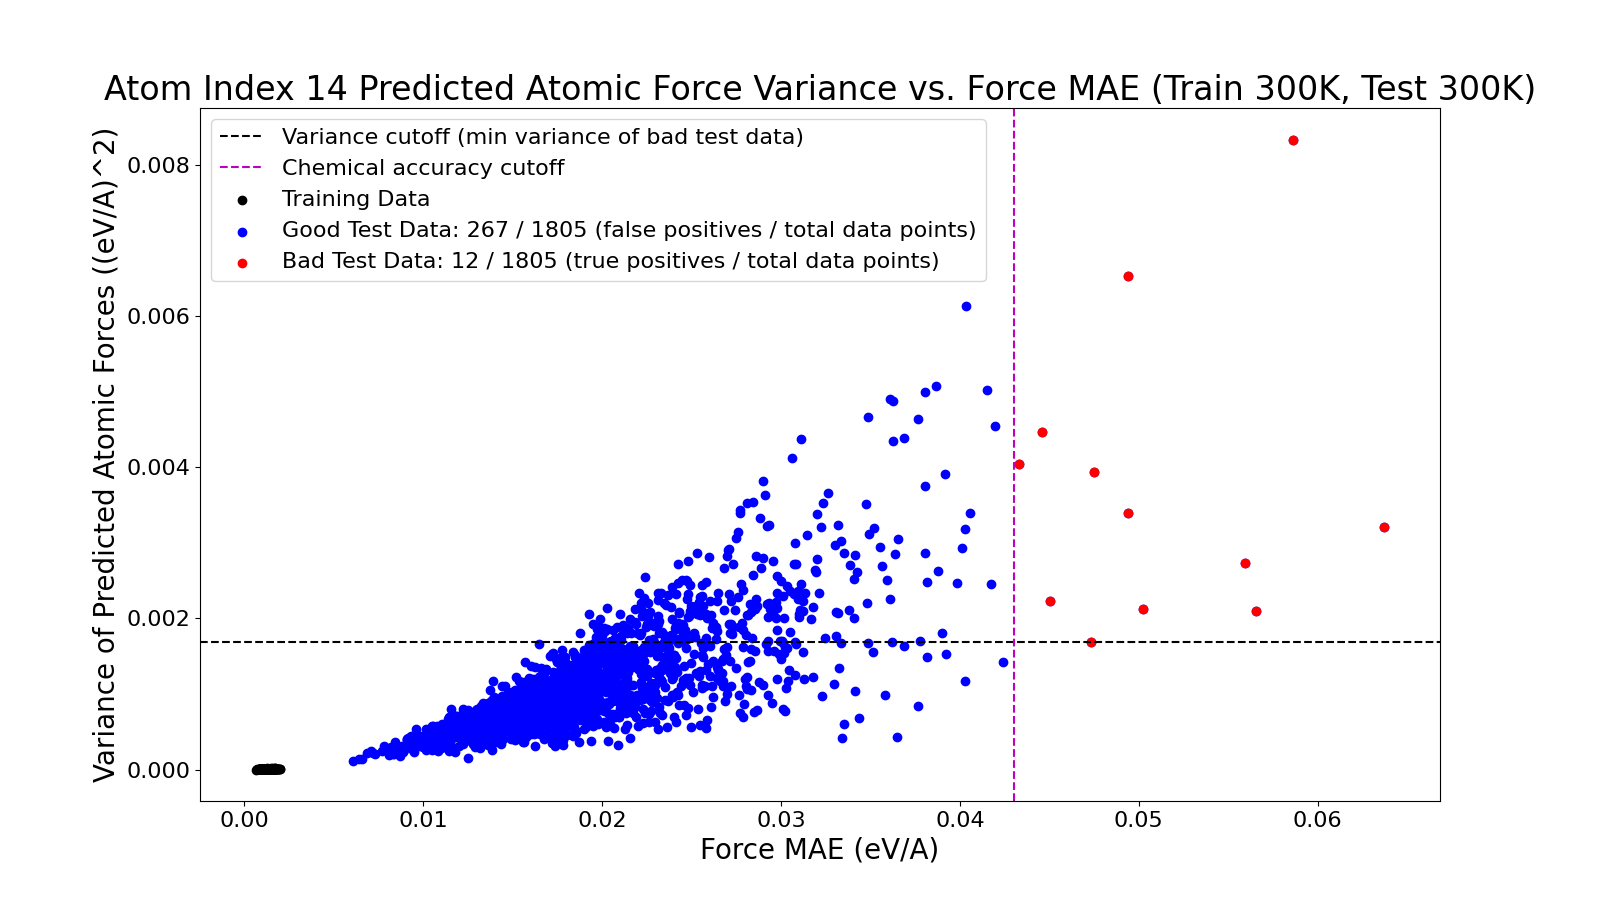 Atom Index 14 Predicted Atomic Force Variance vs. Force MAE (Train 300K, Test 300K)
Variance cutoff (min variance of bad test data)
Chemical accuracy cutoff
Training Data
Good Test Data: 267 / 1805 (false positives / total data points)
Bad Test Data: 12 / 1805 (true positives / total data points)
Variance of Predicted Atomic Forces ((eV/A)^2)
0.008
0.006
0.004
0.002
0.000
0.00
0.01
0.02
0.03
0.04
0.05
0.06
Force MAE (eV/A)